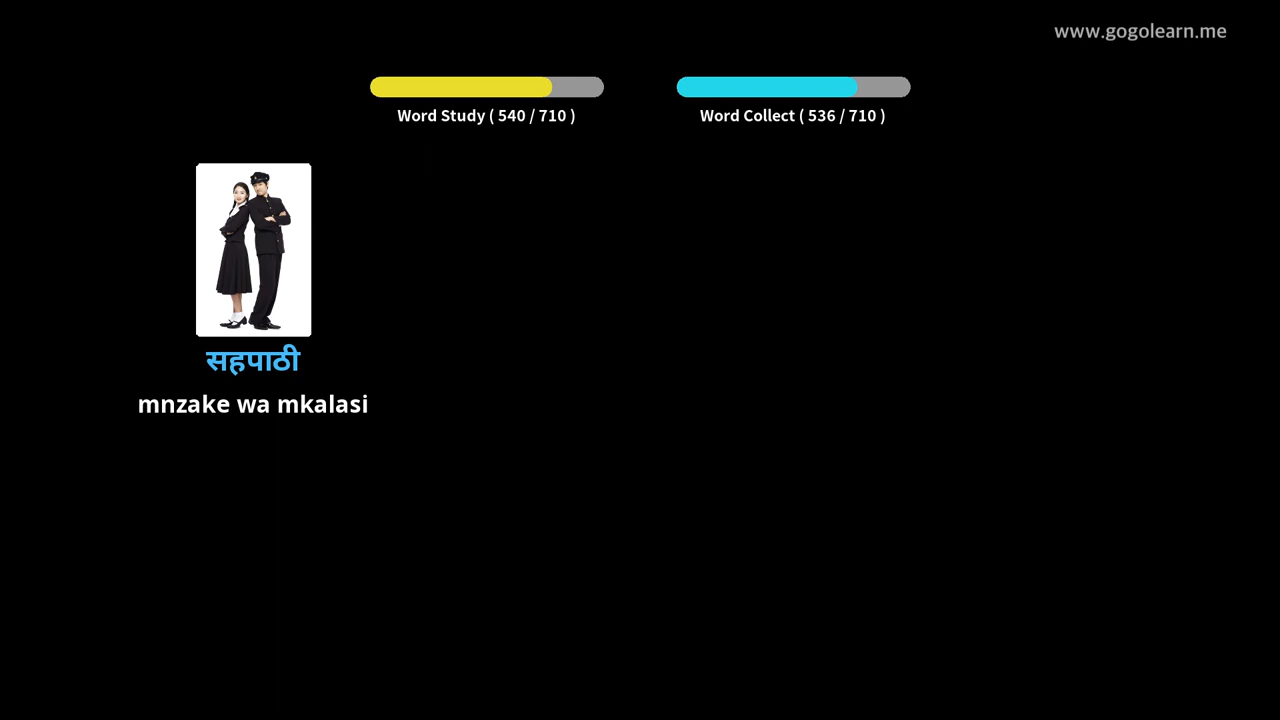 www.gogolearn.me
Word Study ( 540 / 710 )
Word Collect ( 536 / 710 )
सहपाठी
mnzake wa mkalasi